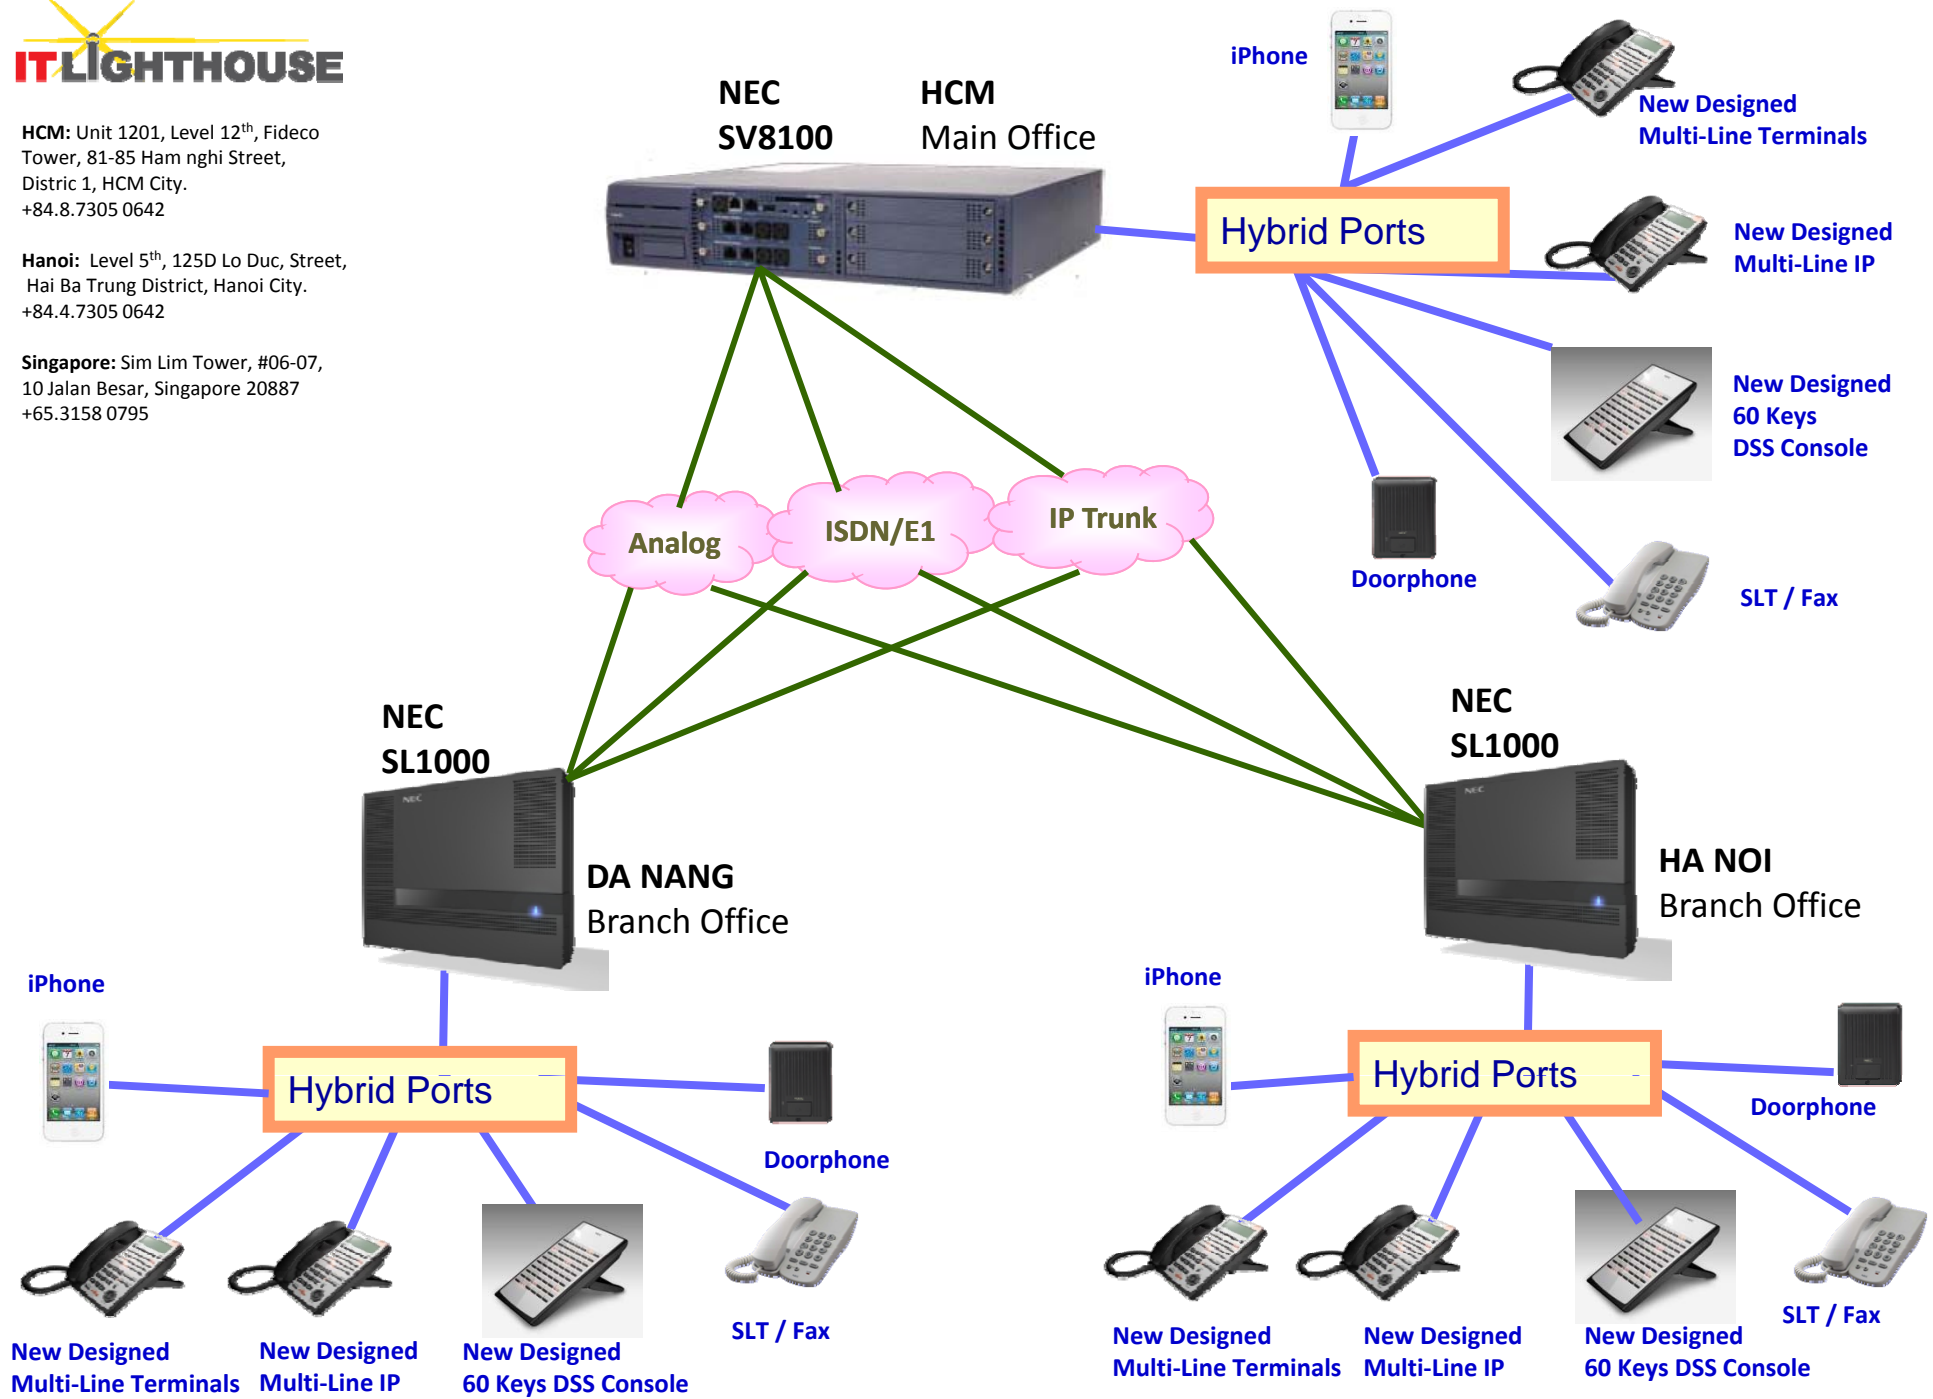 ITLIGHTHOUSE
HCM: Unit 1201, Level 12th, Fideco
Tower, 81-85 Ham nghi Street,
Distric 1, HCM City.
+84.8.7305 0642
Hanoi: Level 5th, 125D Lo Duc, Street,
Hai Ba Trung District, Hanoi City.
+84.4.7305 0642
Singapore: Sim Lim Tower, #06-07,
10 Jalan Besar, Singapore 20887
+65.3158 0795
NEC
SV8100
HCM
Main Office
iPhone
New Designed
Multi-Line Terminals
Hybrid Ports
New Designed
Multi-Line IP
New Designed
60 Keys
DSS Console
Doorphone
SLT / Fax
Analog
ISDN/E1
IP Trunk
NEC
SL1000
NEC
DA NANG
Branch Office
NEC
SL1000
NEC
HA NOI
Branch Office
iPhone
Hybrid Ports
Doorphone
SLT / Fax
New Designed
Multi-Line Terminals
New Designed
Multi-Line IP
New Designed
60 Keys DSS Console
iPhone
Hybrid Ports
Doorphone
SLT / Fax
New Designed
Multi-Line Terminals
New Designed
Multi-Line IP
New Designed
60 Keys DSS Console